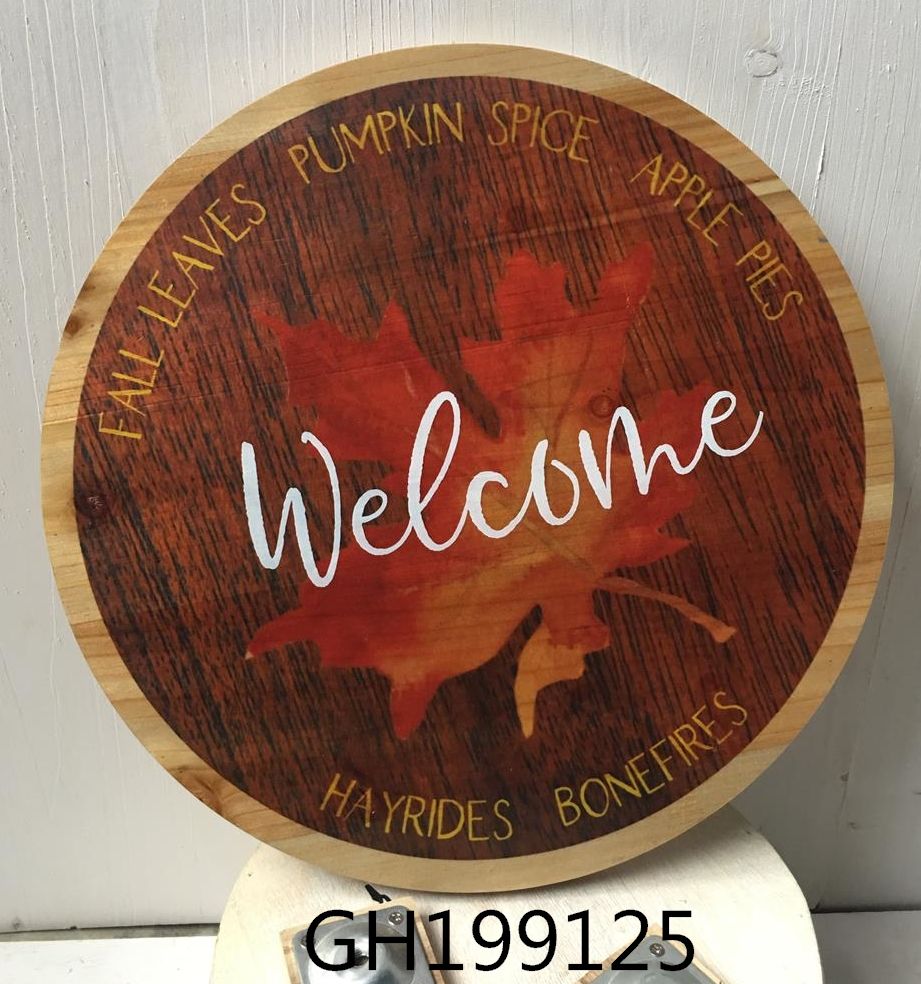 FALL LEAVES PUMPKIN SPICE APPLE PIES
Welcome
HAYRIDES BONEFIRES
GH199125